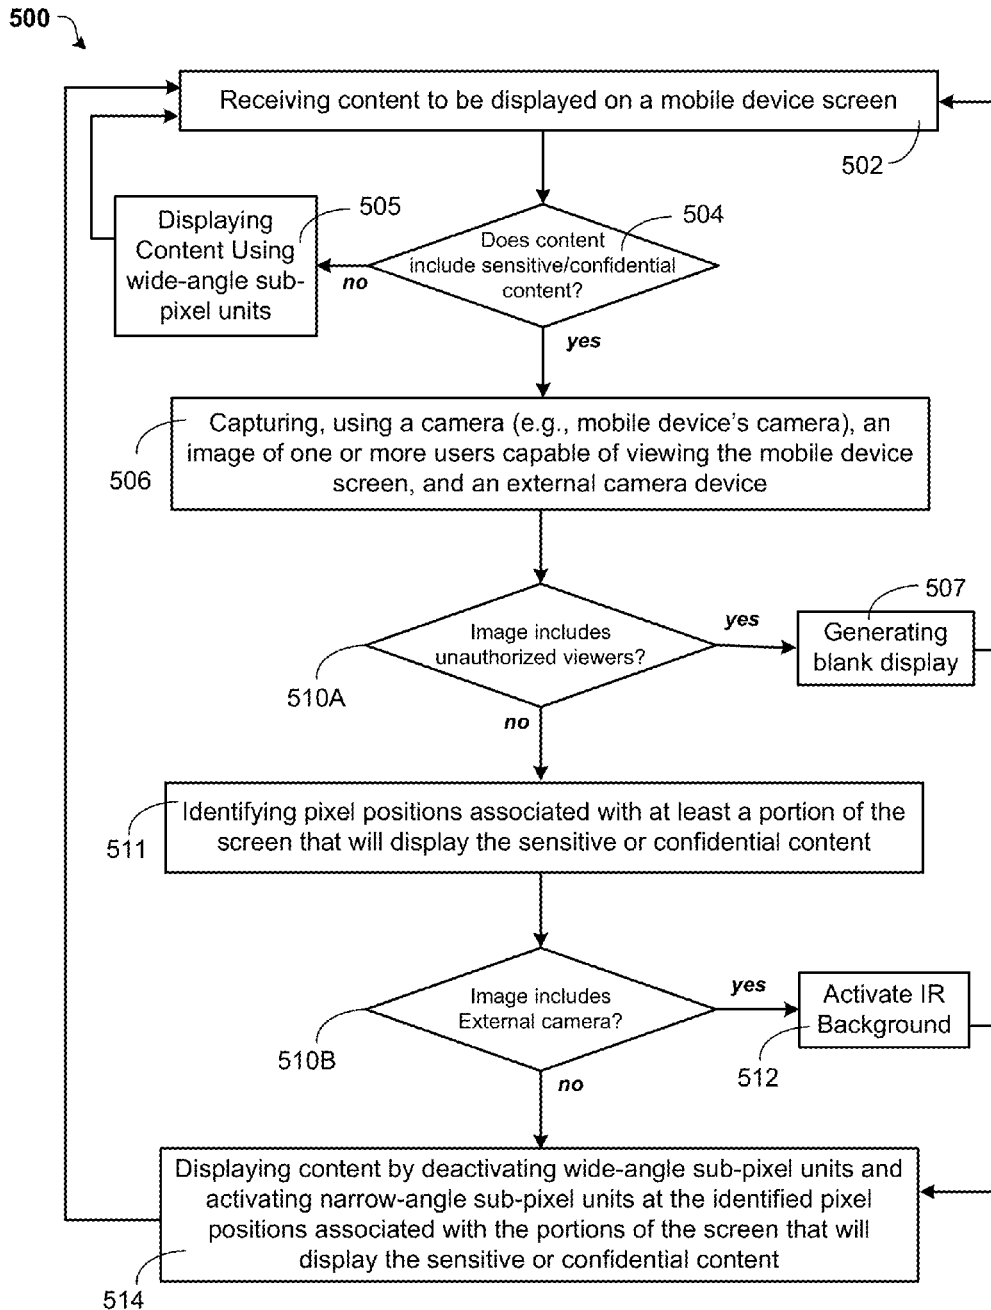 500
Receiving content to be displayed on a mobile device screen
502
Displaying
Content Using
wide-angle sub-
pixel units
505
504
Does content
include sensitive/confidential
content?
no
yes
Capturing, using a camera (e.g., mobile device's camera), an
image of one or more users capable of viewing the mobile device
screen, and an external camera device
506
507
Image includes
unauthorized viewers?
yes
Generating
blank display
510A
no
Identifying pixel positions associated with at least a portion of the
screen that will display the sensitive or confidential content
511
Image includes
External camera?
yes
Activate IR
Background
510B
512
no
Displaying content by deactivating wide-angle sub-pixel units and
activating narrow-angle sub-pixel units at the identified pixel
positions associated with the portions of the screen that will
display the sensitive or confidential content
514